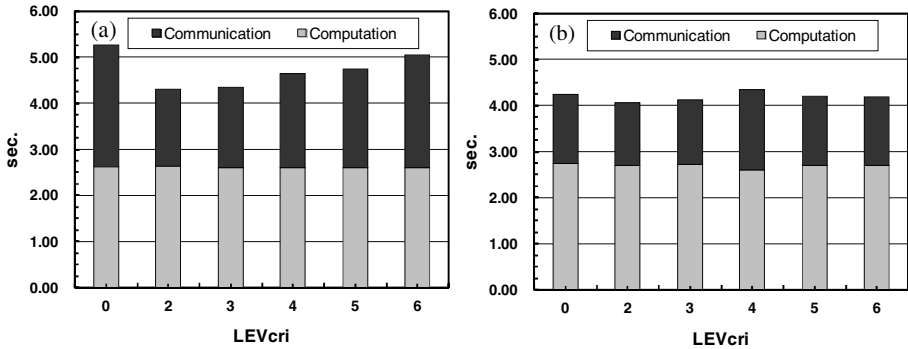 (a) Communication Computation
6.00
5.00
4.00
3.00
2.00
1.00
0.00
sec.
0 2 3 4 5 6
LEVcri
(b) Communication Computation
6.00
5.00
4.00
3.00
2.00
1.00
0.00
sec.
0 2 3 4 5 6
LEVcri